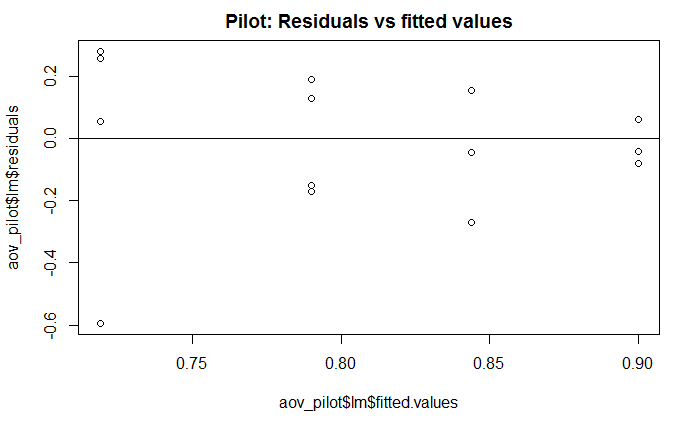 Pilot: Residuals vs fitted values
aov_pilot$lm$residuals
0.2
0.0
-0.2
-0.4
-0.6
0.75 0.80 0.85 0.90
aov_pilot$lm$fitted.values